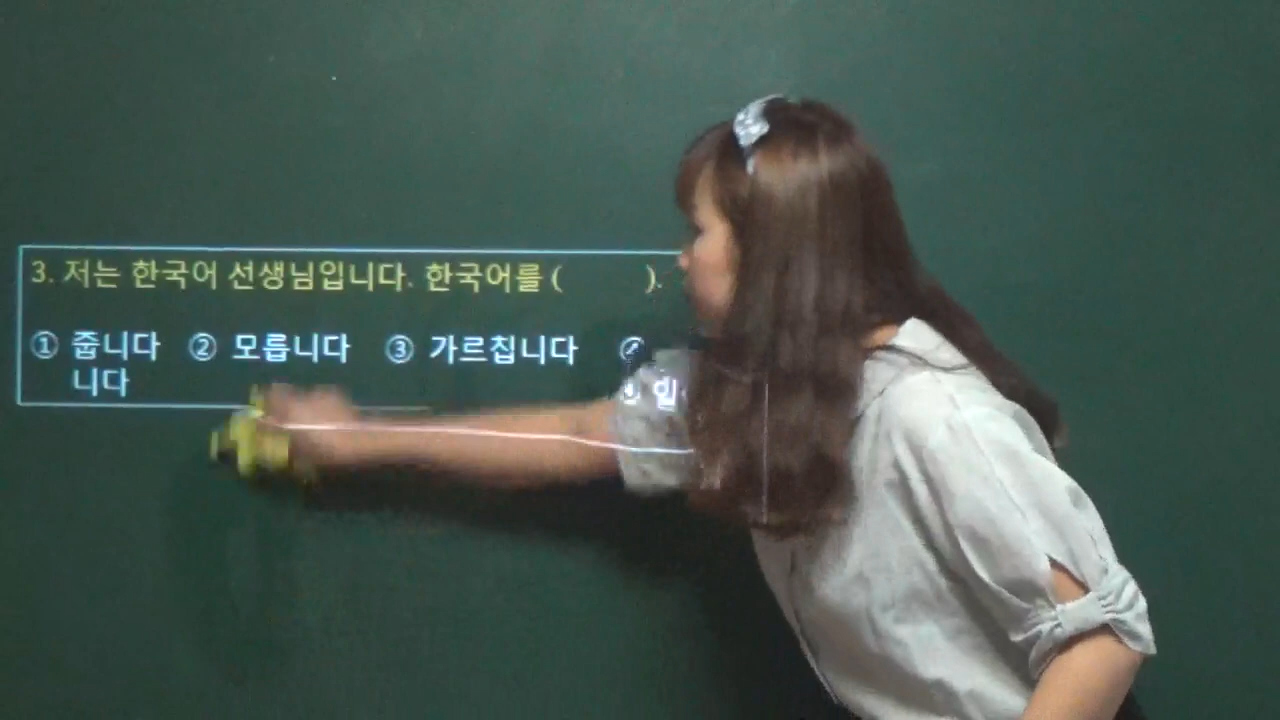 3. 저는 한국어 선생님입니다. 한국어를 ( ).
① 줍니다 ② 모릅니다 ③ 가르칩니다 ④
니다